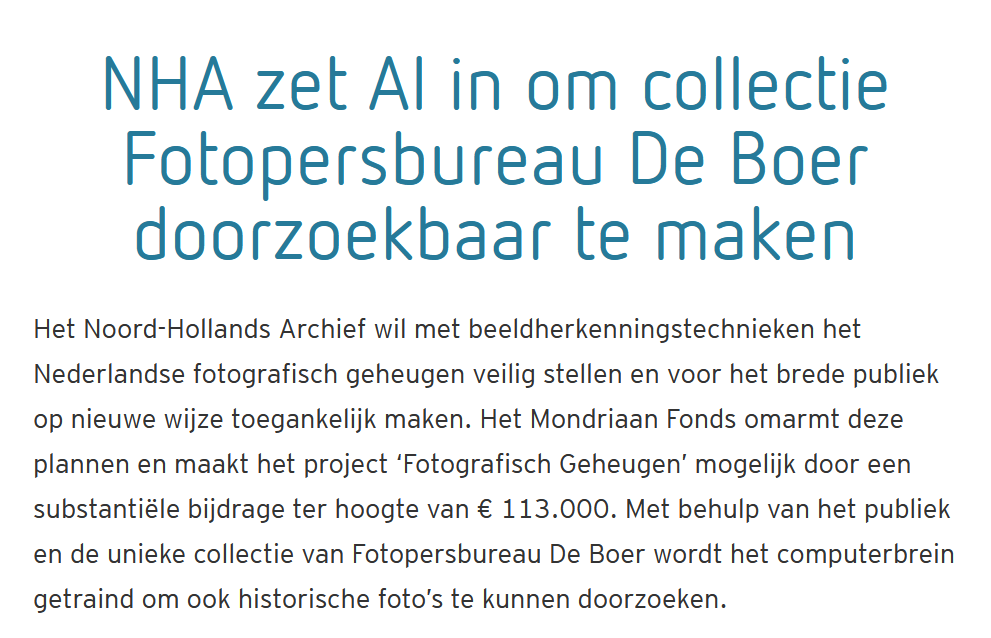 NHA zet AI in om collectie
Fotopersbureau De Boer
doorzoekbaar te maken
Het Noord-Hollands Archief wil met beeldherkenningstechnieken het
Nederlandse fotografisch geheugen veilig stellen en voor het brede publiek
op nieuwe wijze toegankelijk maken. Het Mondriaan Fonds omarmt deze
plannen en maakt het project ‘Fotografisch Geheugen’ mogelijk door een
substantiële bijdrage ter hoogte van € 113.000. Met behulp van het publiek
en de unieke collectie van Fotopersbureau De Boer wordt het computerbrein
getraind om ook historische foto’s te kunnen doorzoeken.